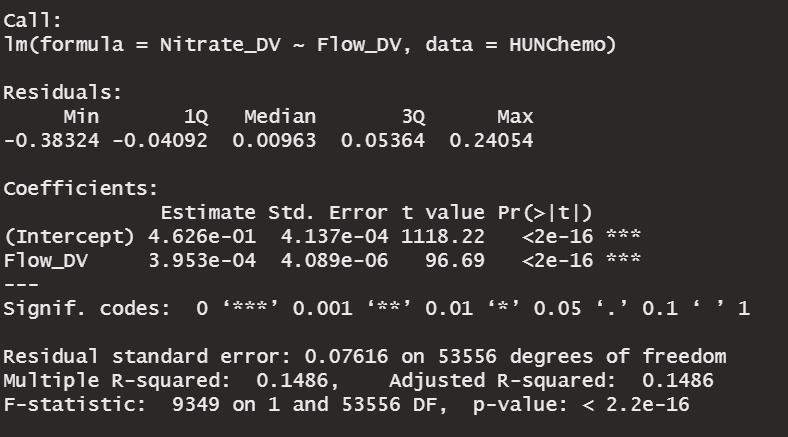 Call:
lm(formula = Nitrate_DV ~ Flow_DV, data = HUNChemo)
Residuals:
     Min       1Q   Median       3Q      Max
-0.38324 -0.04092  0.00963  0.05364  0.24054
Coefficients:
             Estimate Std. Error t value Pr(>|t|)
(Intercept) 4.626e-01  4.137e-04 1118.22   <2e-16 ***
Flow_DV     3.953e-04  4.089e-06   96.69   <2e-16 ***
---
Signif. codes:  0 ‘***’ 0.001 ‘**’ 0.01 ‘*’ 0.05 ‘.’ 0.1 ‘ ’ 1
Residual standard error: 0.07616 on 53556 degrees of freedom
Multiple R-squared:  0.1486,	Adjusted R-squared:  0.1486
F-statistic:  9349 on 1 and 53556 DF,  p-value: < 2.2e-16